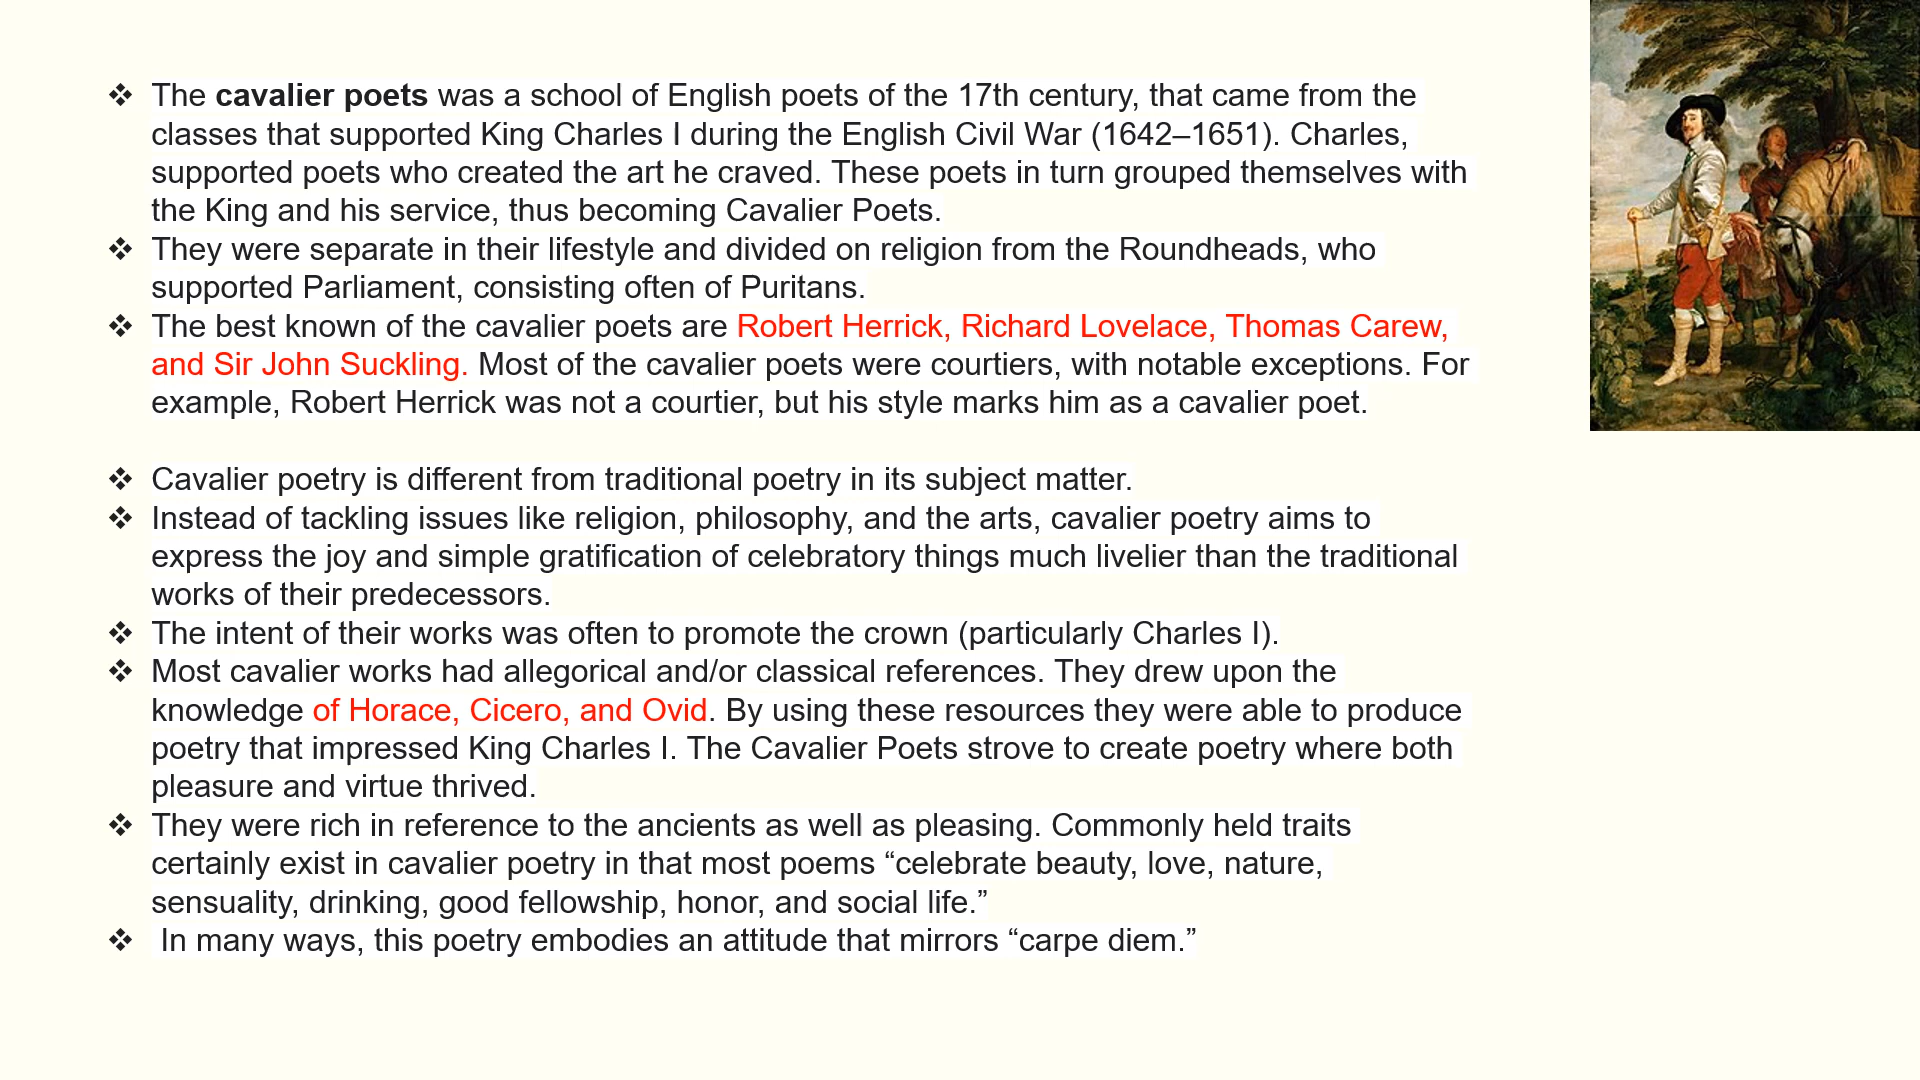 ❖ The cavalier poets was a school of English poets of the 17th century, that came from the
classes that supported King Charles I during the English Civil War (1642–1651). Charles,
supported poets who created the art he craved. These poets in turn grouped themselves with
the King and his service, thus becoming Cavalier Poets.
❖ They were separate in their lifestyle and divided on religion from the Roundheads, who
supported Parliament, consisting often of Puritans.
❖ The best known of the cavalier poets are Robert Herrick, Richard Lovelace, Thomas Carew,
and Sir John Suckling. Most of the cavalier poets were courtiers, with notable exceptions. For
example, Robert Herrick was not a courtier, but his style marks him as a cavalier poet.
❖ Cavalier poetry is different from traditional poetry in its subject matter.
❖ Instead of tackling issues like religion, philosophy, and the arts, cavalier poetry aims to
express the joy and simple gratification of celebratory things much livelier than the traditional
works of their predecessors.
❖ The intent of their works was often to promote the crown (particularly Charles I).
❖ Most cavalier works had allegorical and/or classical references. They drew upon the
knowledge of Horace, Cicero, and Ovid. By using these resources they were able to produce
poetry that impressed King Charles I. The Cavalier Poets strove to create poetry where both
pleasure and virtue thrived.
❖ They were rich in reference to the ancients as well as pleasing. Commonly held traits
certainly exist in cavalier poetry in that most poems “celebrate beauty, love, nature,
sensuality, drinking, good fellowship, honor, and social life.”
❖ In many ways, this poetry embodies an attitude that mirrors “carpe diem.”